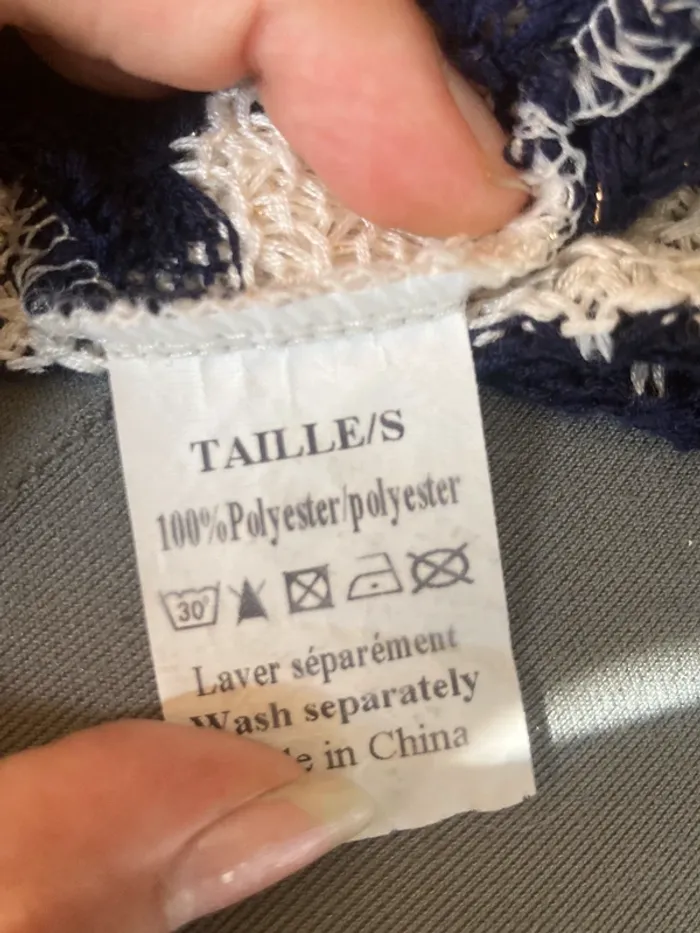 TAILLE/S
100%Polyester/polyester
30°
Laver séparément
Wash separately
in China